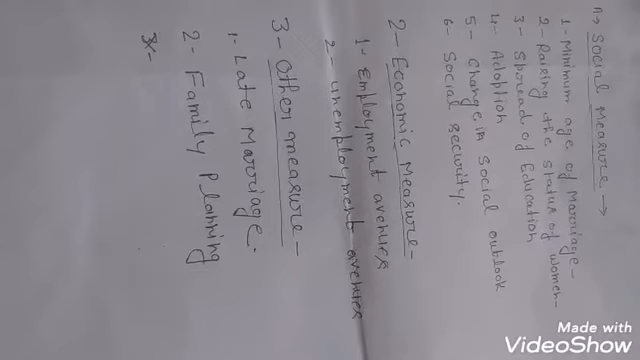 1) Social Measure →
1- Minimum age of Marriage-
2- Raising the status of women-
3- Spread of Education
4- Adoption
5- Change in Social outlook
6- Social security.
2- Economic Measure-
1- Employment avenues
2- unemployment avenues
3- Other measure-
1- Late Marriage.
2- Family Planning
3-
Made with
VideoShow